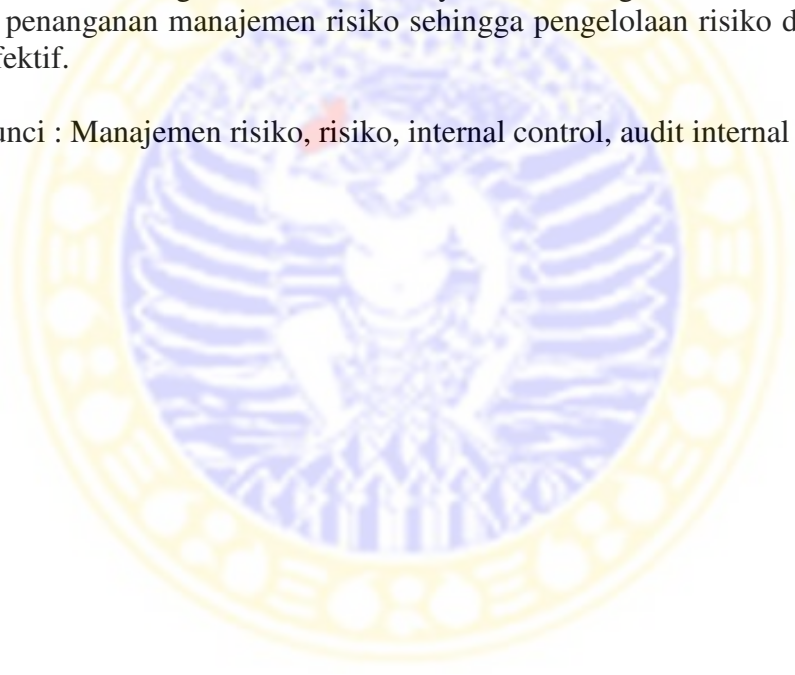 penanganan manajemen risiko sehingga pengelolaan risiko d
fektif.
unci : Manajemen risiko, risiko, internal control, audit internal